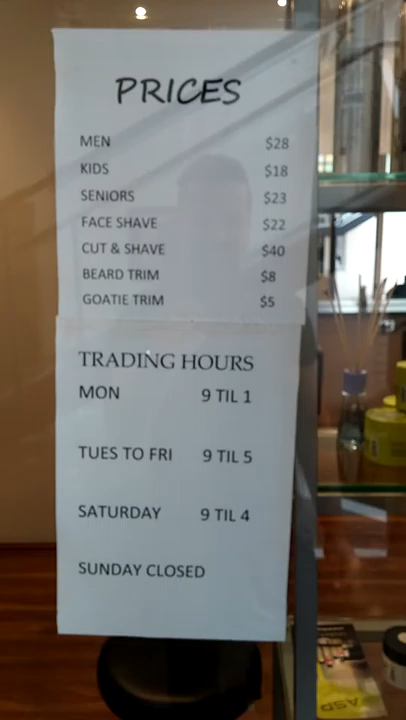 PRICES
MEN $28
KIDS $18
SENIORS $23
FACE SHAVE $22
CUT & SHAVE $40
BEARD TRIM $8
GOATIE TRIM $5
TRADING HOURS
MON 9 TIL 1
TUES TO FRI 9 TIL 5
SATURDAY 9 TIL 4
SUNDAY CLOSED
ASP